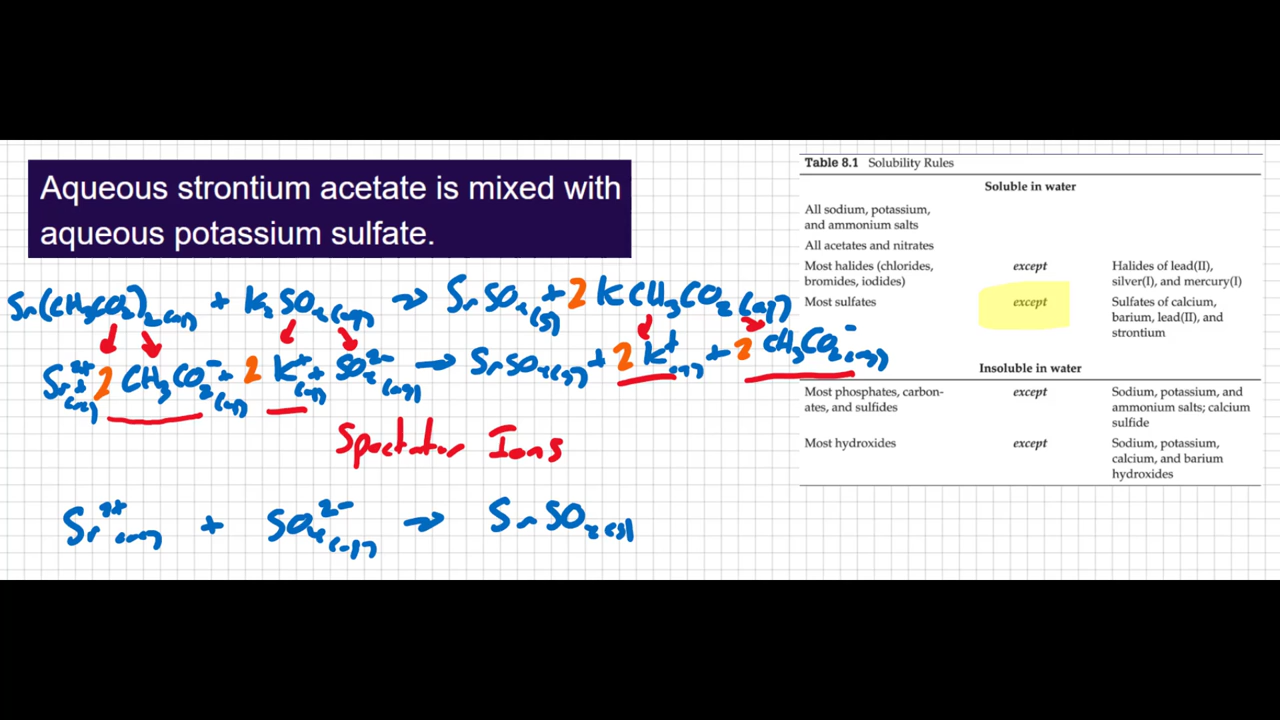 Aqueous strontium acetate is mixed with
aqueous potassium sulfate.
Sr(CH₃CO₂)₂(aq) + K₂SO₄(aq) → SrSO₄(s) + 2 KCH₃CO₂(aq)
Sr²⁺(aq) + 2 CH₃CO₂⁻(aq) + 2 K⁺(aq) + SO₄²⁻(aq) → SrSO₄(s) + 2 K⁺(aq) + 2 CH₃CO₂⁻(aq)
Spectator Ions
Sr²⁺(aq) + SO₄²⁻(aq) → SrSO₄(s)
Table 8.1 Solubility Rules
Soluble in water
All sodium, potassium,
and ammonium salts
All acetates and nitrates
Most halides (chlorides, except Halides of lead(II),
bromides, iodides) silver(I), and mercury(I)
Most sulfates except Sulfates of calcium,
barium, lead(II), and
strontium
Insoluble in water
Most phosphates, carbon- except Sodium, potassium, and
ates, and sulfides ammonium salts; calcium
sulfide
Most hydroxides except Sodium, potassium,
calcium, and barium
hydroxides